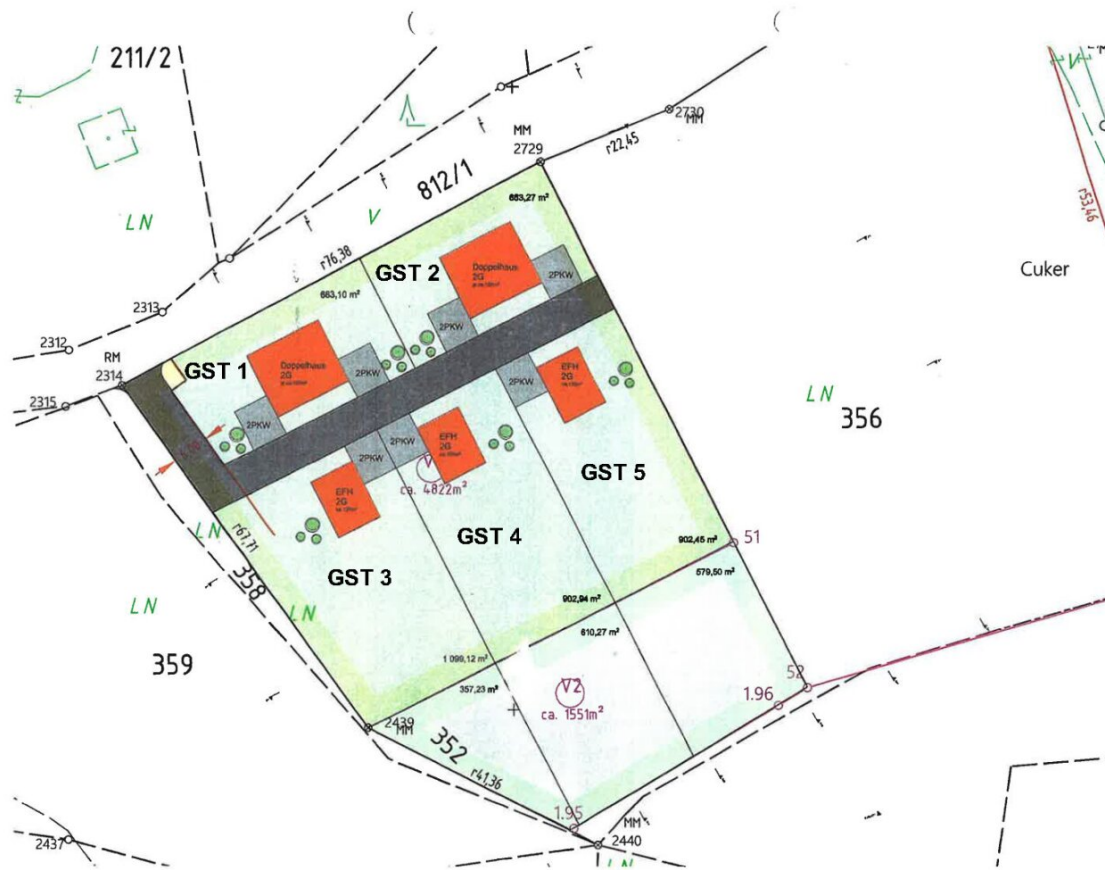 211/2
MM
2730
MM
2729
r22,45
812/1
663,27 m²
r53,46
LN
V
V
r76,38
GST 2
Doppelhaus
2G
2PKW
Cuker
663,10 m²
2313
2PKW
2312
RM
2314
GST 1
Doppelhaus
2G
2PKW
2315
EFH
2G
2PKW
LN
356
2PKW
2PKW
2PKW
EFH
2G
V
ca. 4822m²
GST 5
EFH
2G
LN
r67,71
GST 4
902,45 m²
51
579,50 m²
GST 3
358
LN
LN
902,94 m²
610,27 m²
359
1 099,12 m²
357,23 m²
52
V2
ca. 1551m²
1.96
2439
MM
352
r41,36
1.95
MM
2440
2437
LN